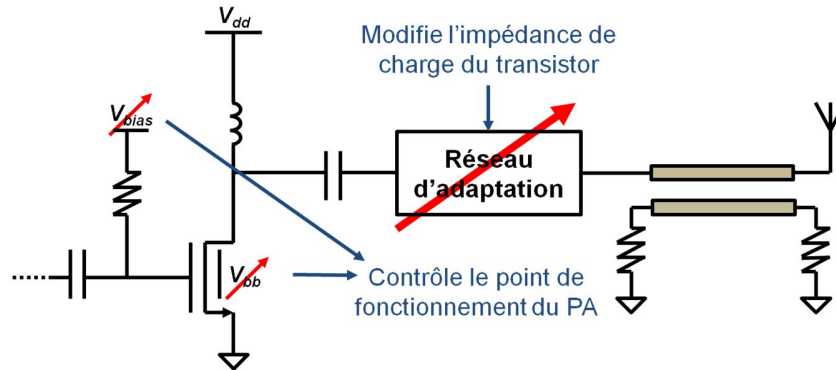 Vdd
Modifie l'impédance de
charge du transistor
Vbias
Réseau
d'adaptation
Vbb
Contrôle le point de
fonctionnement du PA